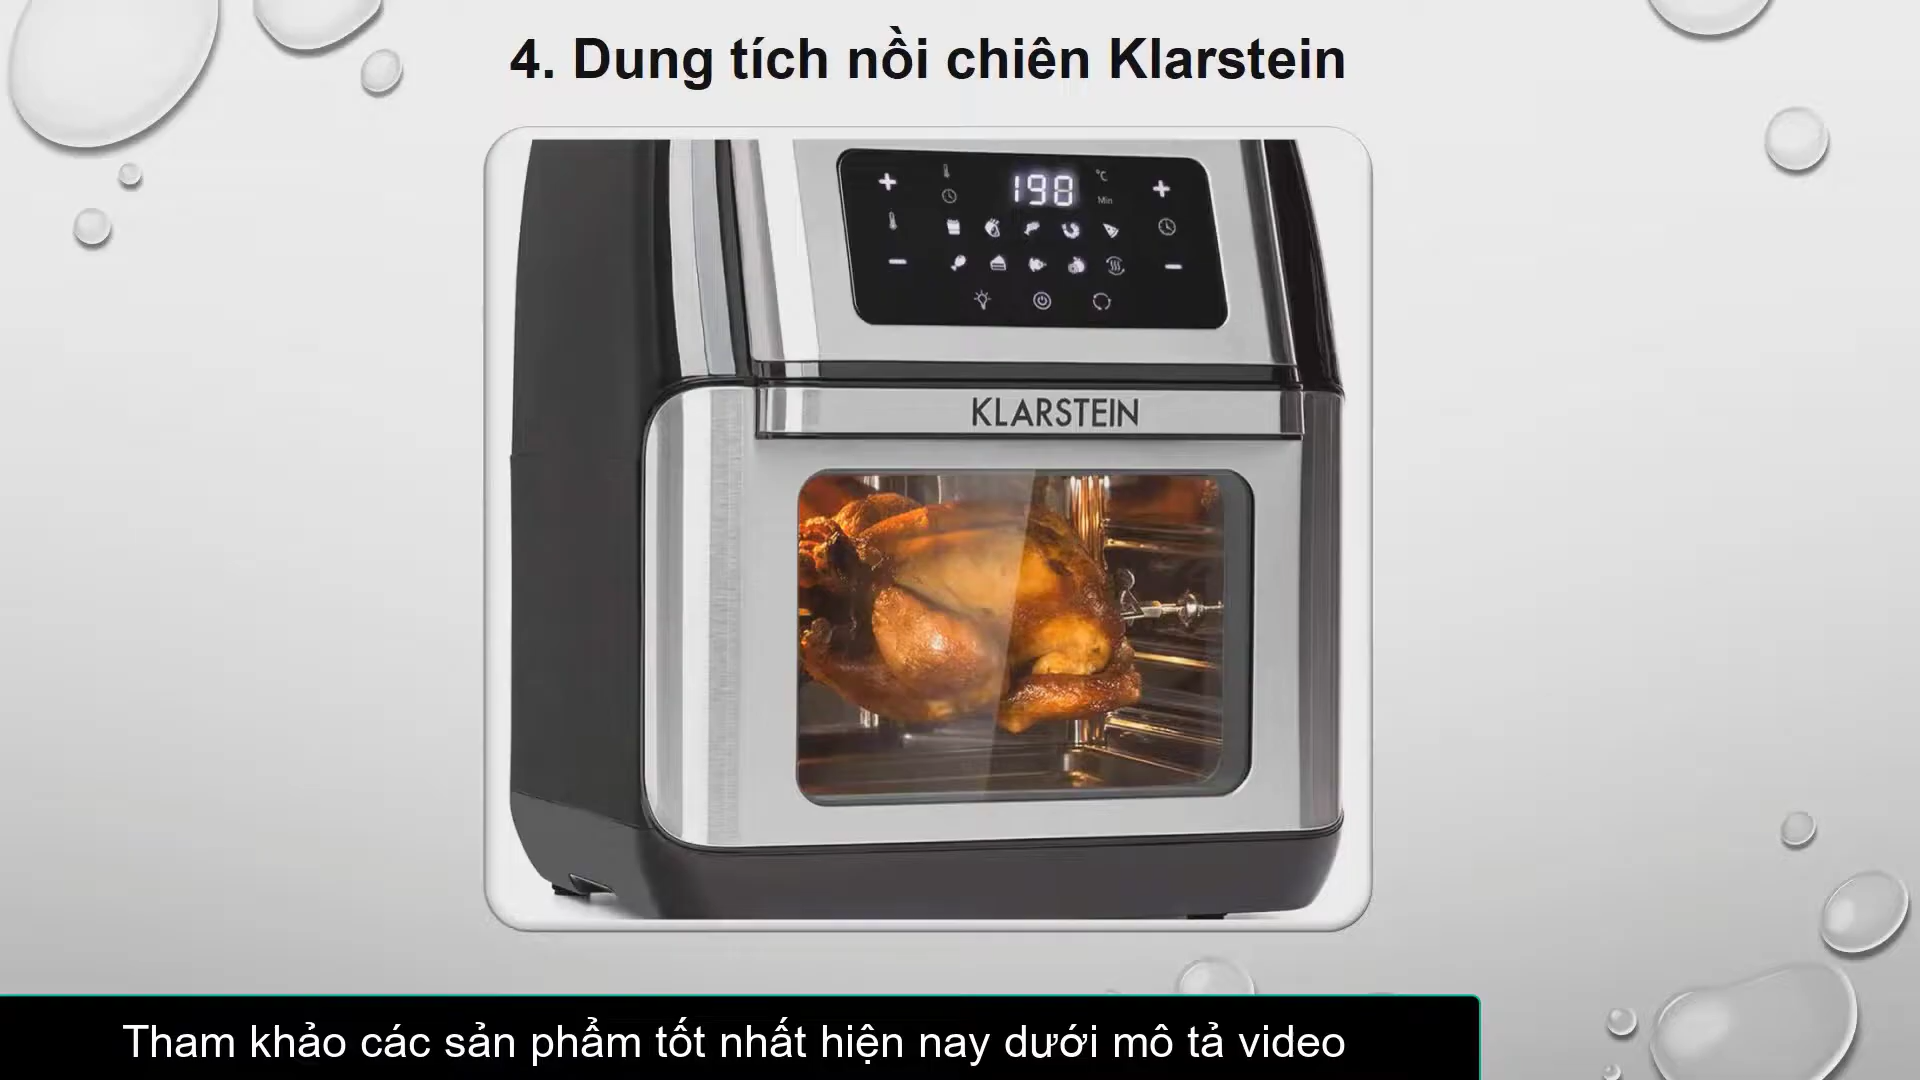 4. Dung tích nồi chiên Klarstein
198
°C
Min
KLARSTEIN
Tham khảo các sản phẩm tốt nhất hiện nay dưới mô tả video